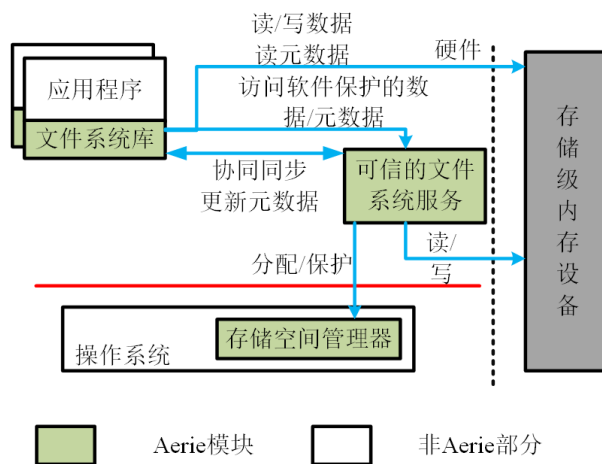 读/写数据
读元数据
硬件
应用程序
访问软件保护的数
据/元数据
文件系统库
协同同步
更新元数据
可信的文件
系统服务
存储级内存设备
分配/保护
读/
写
操作系统
存储空间管理器
Aerie模块
非Aerie部分